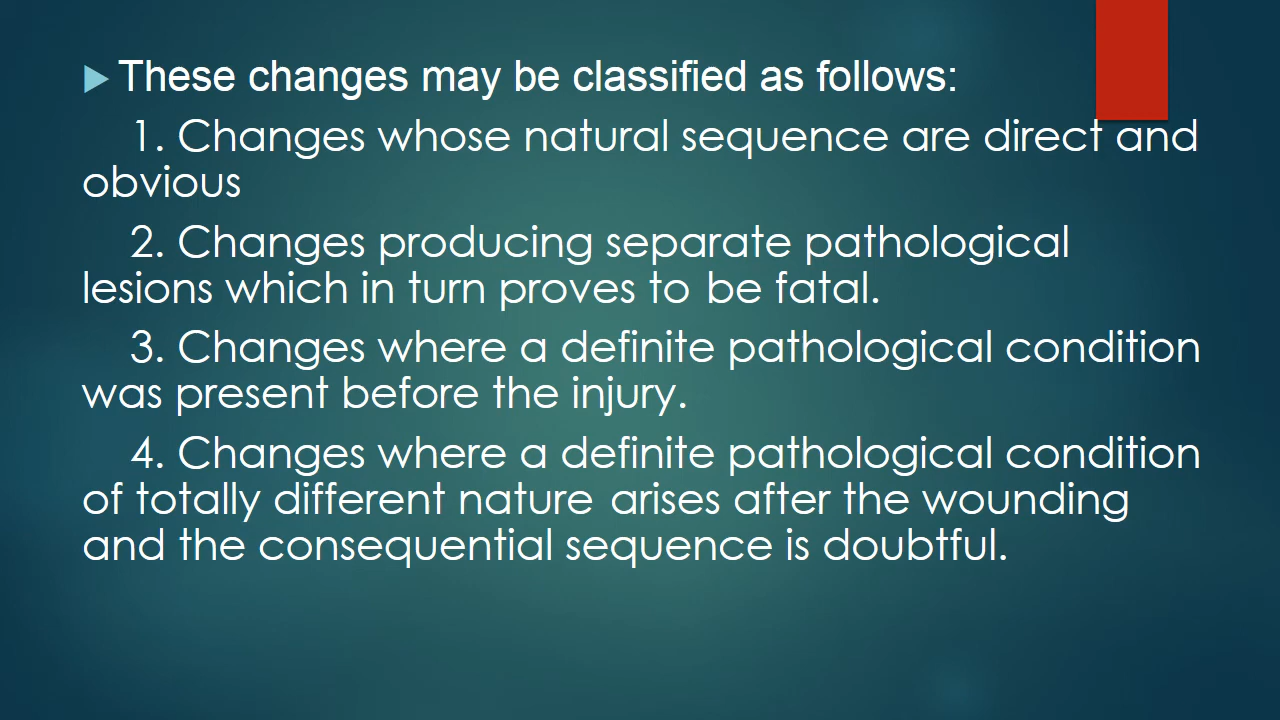 These changes may be classified as follows:
1. Changes whose natural sequence are direct and
obvious
2. Changes producing separate pathological
lesions which in turn proves to be fatal.
3. Changes where a definite pathological condition
was present before the injury.
4. Changes where a definite pathological condition
of totally different nature arises after the wounding
and the consequential sequence is doubtful.